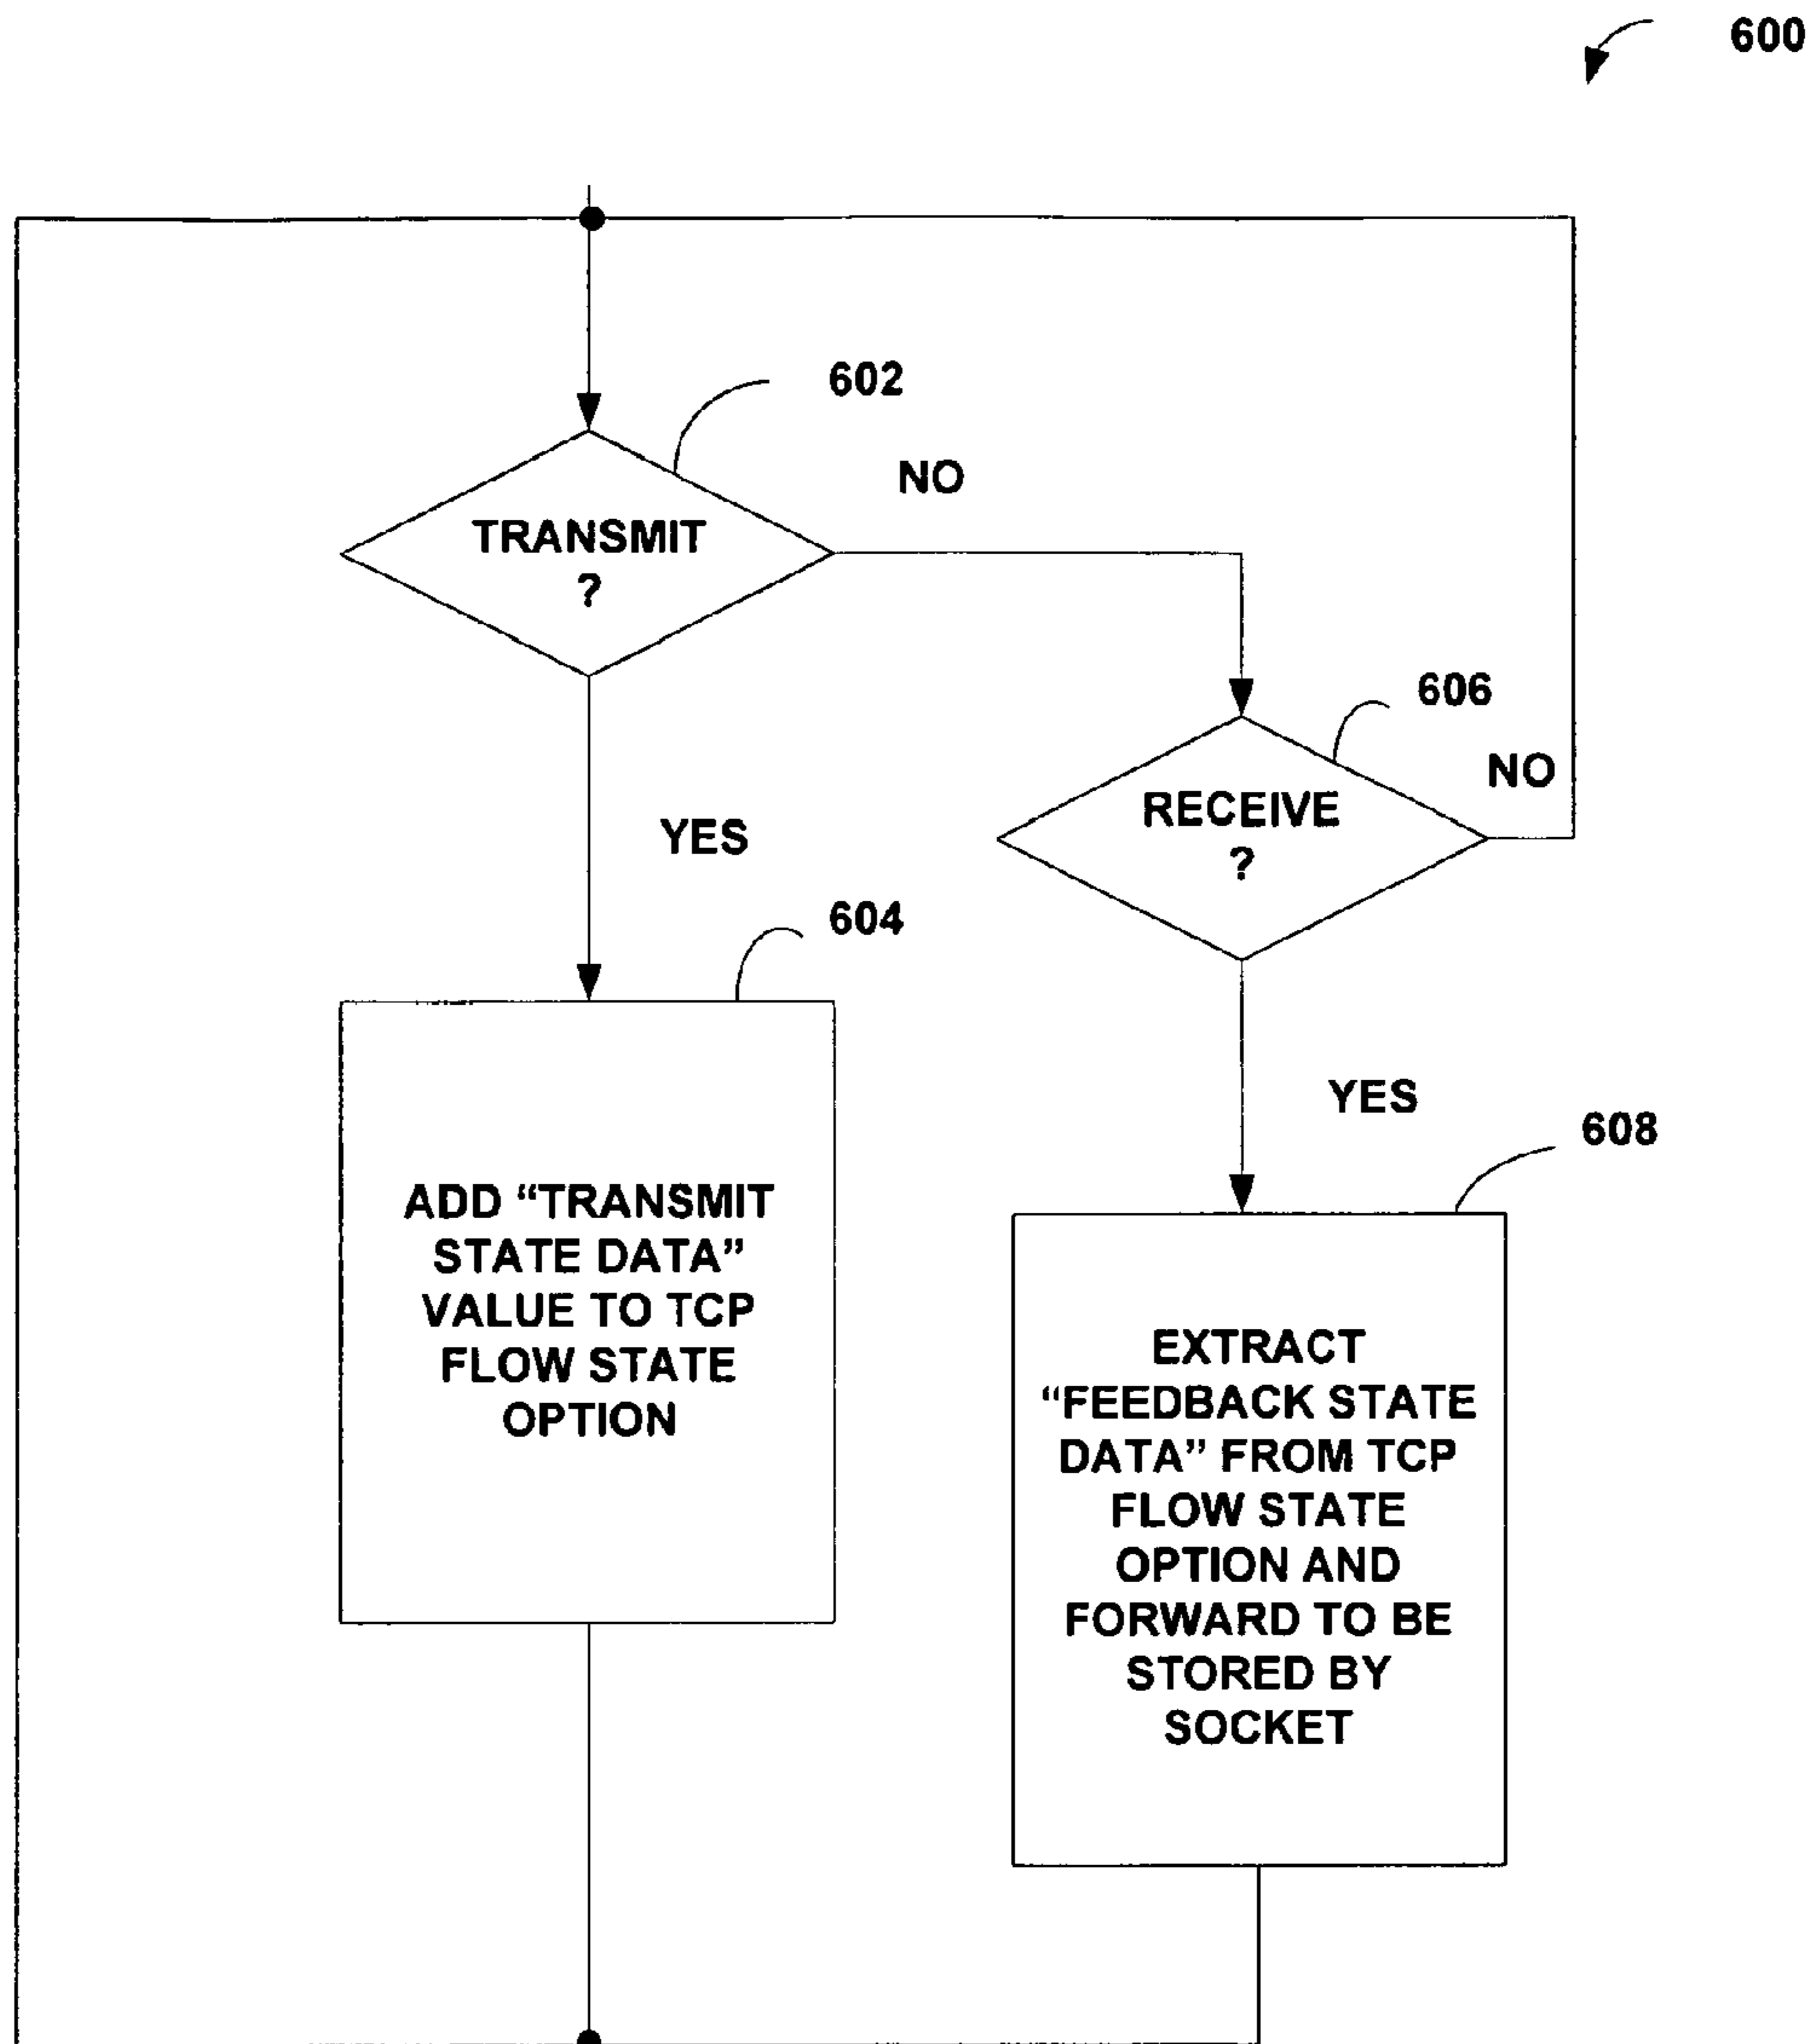 600
602
NO
TRANSMIT
?
606
NO
RECEIVE
?
YES
604
YES
608
ADD “TRANSMIT
STATE DATA”
VALUE TO TCP
FLOW STATE
OPTION
EXTRACT
“FEEDBACK STATE
DATA” FROM TCP
FLOW STATE
OPTION AND
FORWARD TO BE
STORED BY
SOCKET